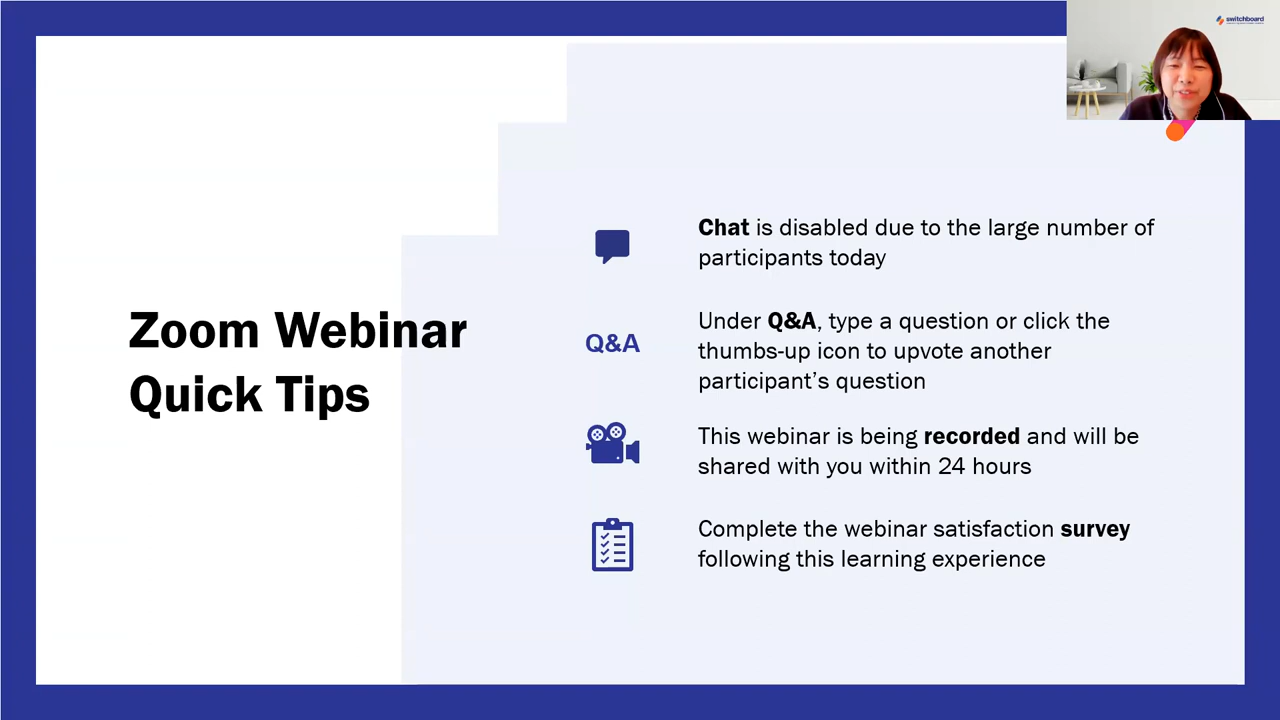 switchboard
Zoom Webinar
Quick Tips
Chat is disabled due to the large number of
participants today
Q&A
Under Q&A, type a question or click the
thumbs-up icon to upvote another
participant's question
This webinar is being recorded and will be
shared with you within 24 hours
Complete the webinar satisfaction survey
following this learning experience